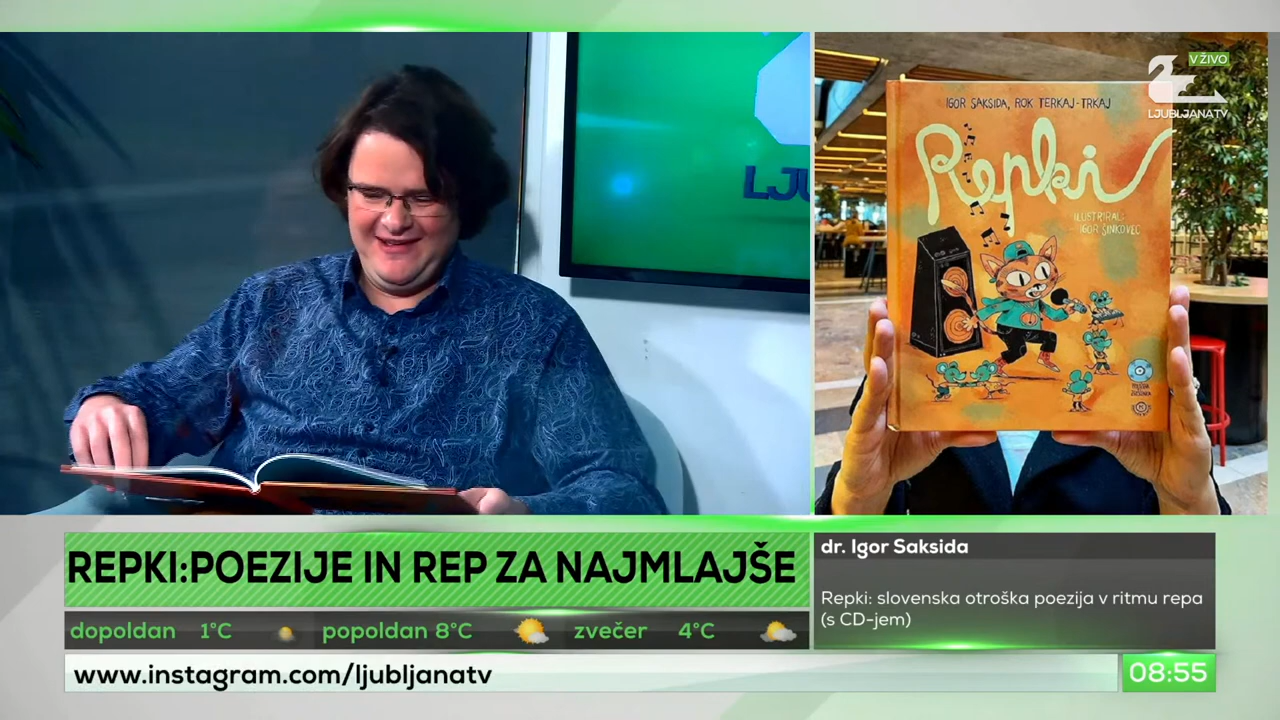 V ŽIVO
LJUBLJANATV
LJU
IGOR SAKSIDA, ROK TERKAJ-TRKAJ
Repki
ILUSTRIRAL:
IGOR ŠINKOVEC
REPKI:POEZIJE IN REP ZA NAJMLAJŠE
dr. Igor Saksida
Repki: slovenska otroška poezija v ritmu repa
(s CD-jem)
dopoldan 1°C popoldan 8°C zvečer 4°C
www.instagram.com/ljubljanatv
08:55